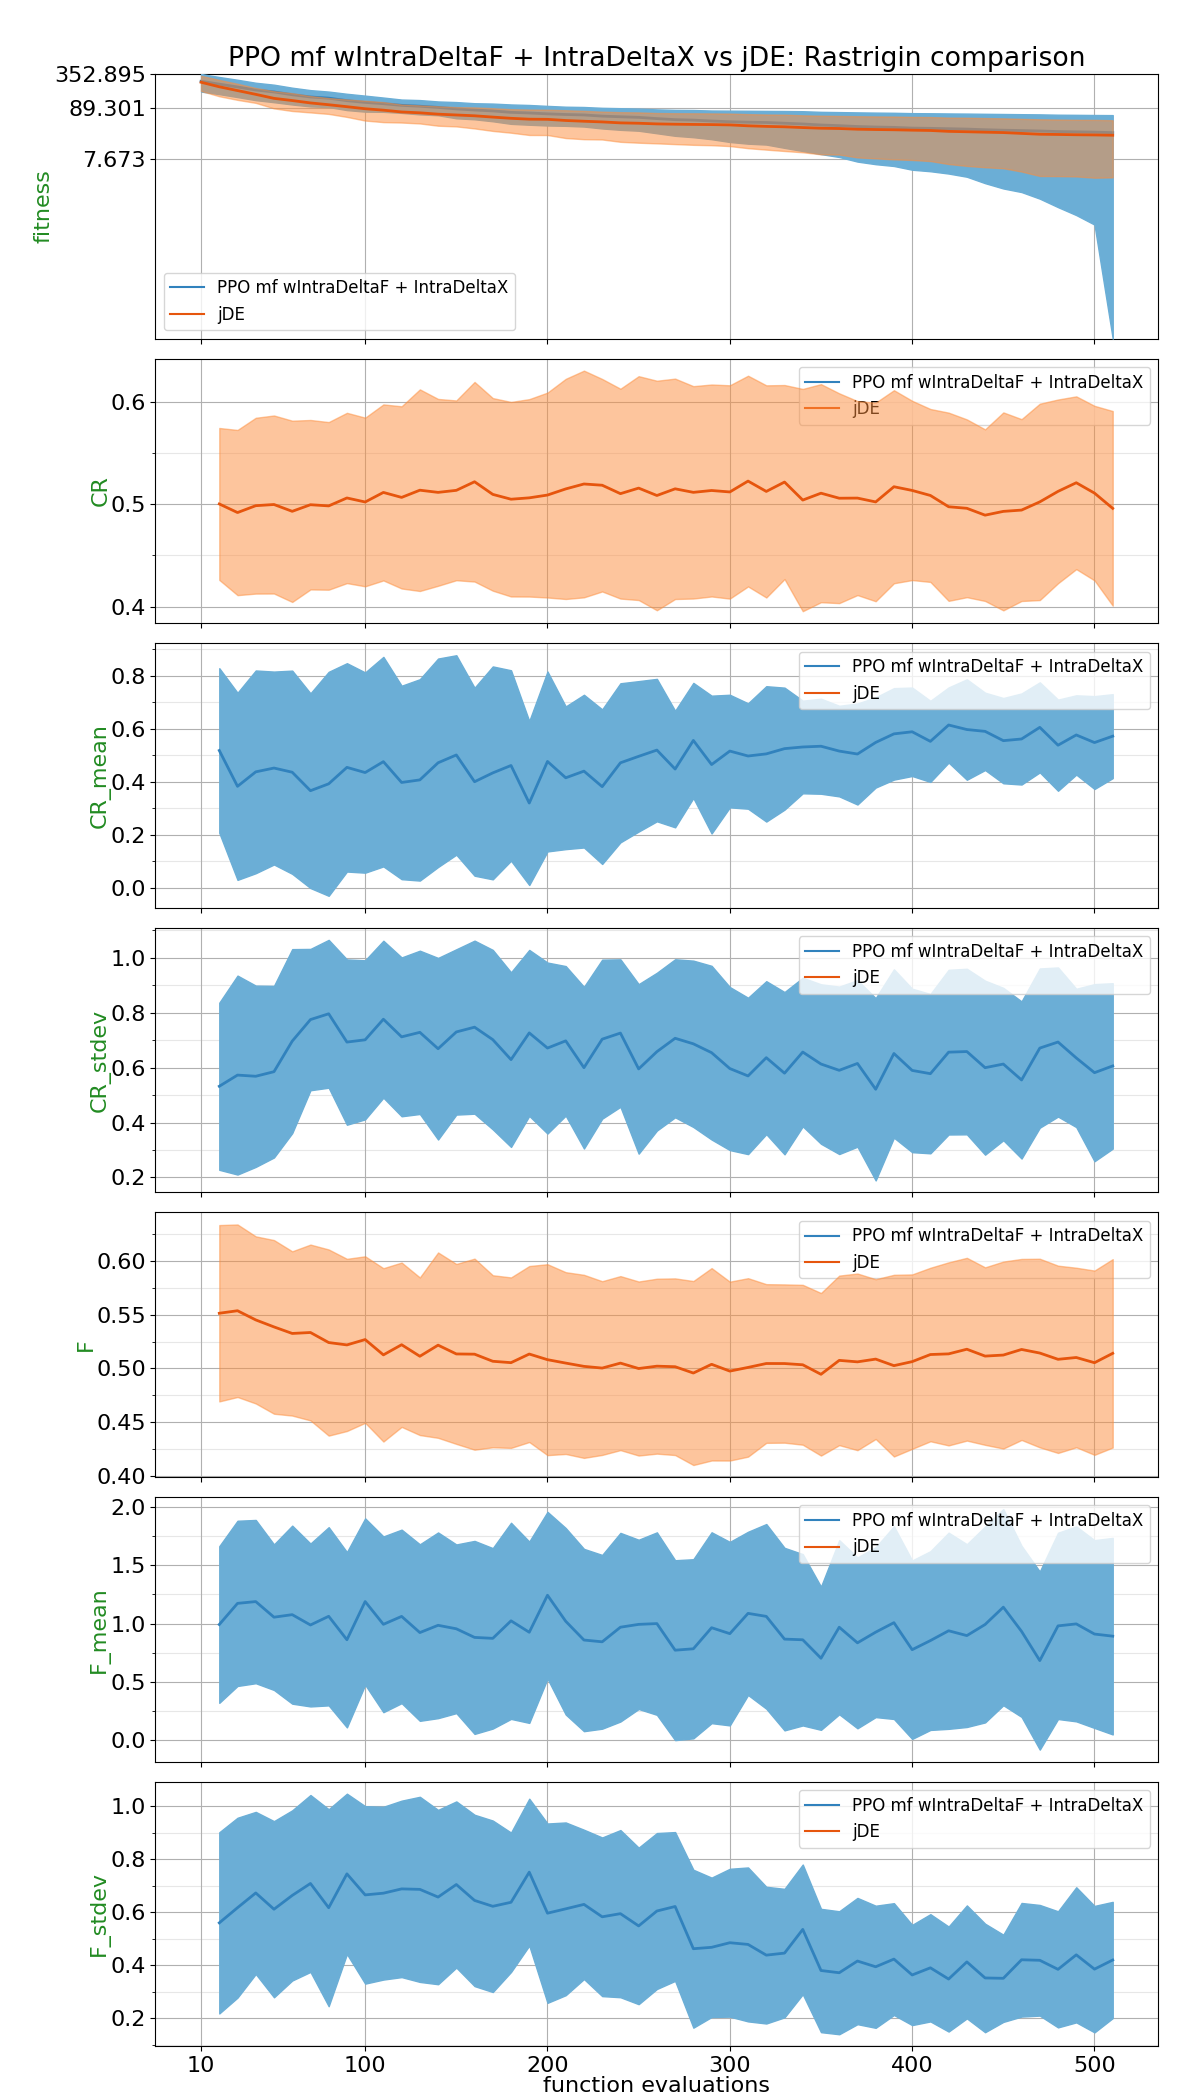 PPO mf wIntraDeltaF + IntraDeltaX vs jDE: Rastrigin comparison
352.895
89.301
7.673
fitness
PPO mf wIntraDeltaF + IntraDeltaX
jDE
0.6
0.5
0.4
CR
PPO mf wIntraDeltaF + IntraDeltaX
jDE
0.8
0.6
0.4
0.2
0.0
CR_mean
PPO mf wIntraDeltaF + IntraDeltaX
jDE
1.0
0.8
0.6
0.4
0.2
CR_stdev
PPO mf wIntraDeltaF + IntraDeltaX
jDE
0.60
0.55
0.50
0.45
0.40
F
PPO mf wIntraDeltaF + IntraDeltaX
jDE
2.0
1.5
1.0
0.5
0.0
F_mean
PPO mf wIntraDeltaF + IntraDeltaX
jDE
1.0
0.8
0.6
0.4
0.2
F_stdev
PPO mf wIntraDeltaF + IntraDeltaX
jDE
10 100 200 300 400 500
function evaluations